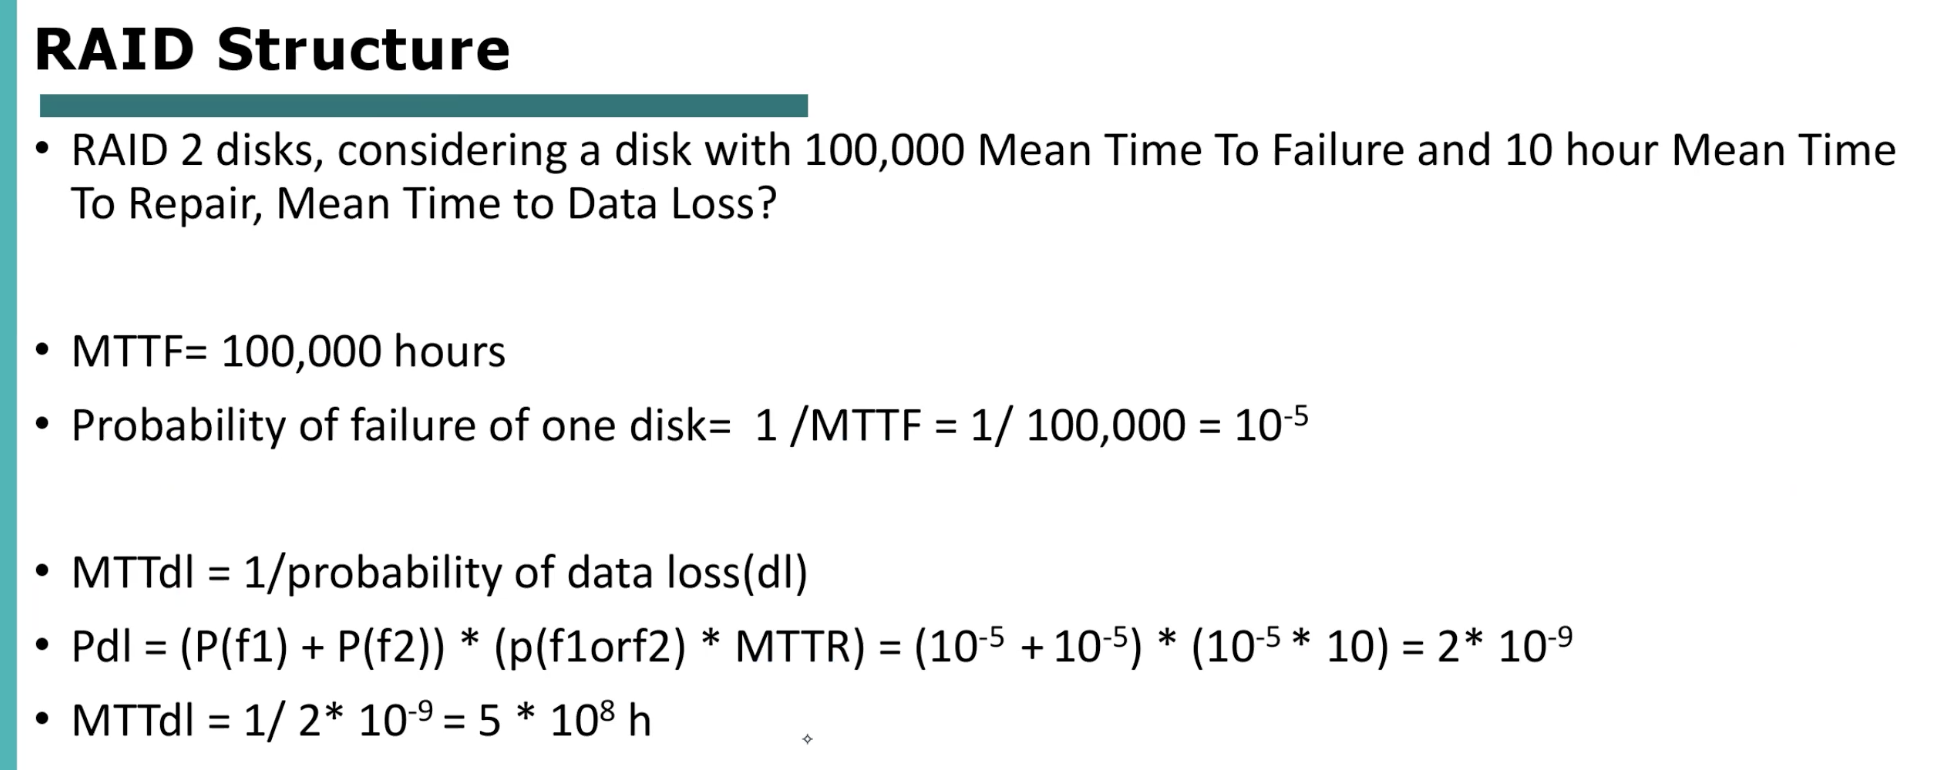 RAID Structure
• RAID 2 disks, considering a disk with 100,000 Mean Time To Failure and 10 hour Mean Time
To Repair, Mean Time to Data Loss?
• MTTF= 100,000 hours
• Probability of failure of one disk= 1 /MTTF = 1/ 100,000 = 10⁻⁵
• MTTdl = 1/probability of data loss(dl)
• Pdl = (P(f1) + P(f2)) * (p(f1orf2) * MTTR) = (10⁻⁵ +10⁻⁵) * (10⁻⁵ * 10) = 2* 10⁻⁹
• MTTdl = 1/ 2* 10⁻⁹ = 5 * 10⁸ h